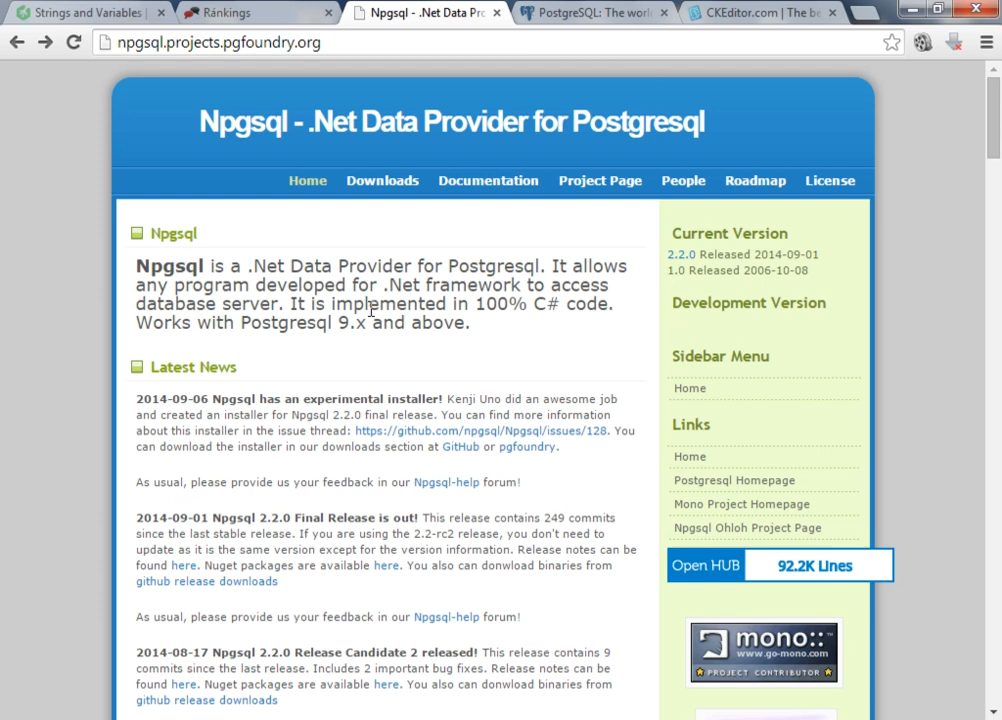 Strings and Variables |
Ránkings
Npgsql - .Net Data Pro
PostgreSQL: The worl
CKEditor.com | The be
npgsql.projects.pgfoundry.org
Npgsql - .Net Data Provider for Postgresql
Home Downloads Documentation Project Page People Roadmap License
Npgsql
Npgsql is a .Net Data Provider for Postgresql. It allows
any program developed for .Net framework to access
database server. It is implemented in 100% C# code.
Works with Postgresql 9.x and above.
Latest News
2014-09-06 Npgsql has an experimental installer! Kenji Uno did an awesome job
and created an installer for Npgsql 2.2.0 final release. You can find more information
about this installer in the issue thread: https://github.com/npgsql/Npgsql/issues/128. You
can download the installer in our downloads section at GitHub or pgfoundry.
As usual, please provide us your feedback in our Npgsql-help forum!
2014-09-01 Npgsql 2.2.0 Final Release is out! This release contains 249 commits
since the last stable release. If you are using the 2.2-rc2 release, you don't need to
update as it is the same version except for the version information. Release notes can be
found here. Nuget packages are available here. You also can donwload binaries from
github release downloads
As usual, please provide us your feedback in our Npgsql-help forum!
2014-08-17 Npgsql 2.2.0 Release Candidate 2 released! This release contains 9
commits since the last release. Includes 2 important bug fixes. Release notes can be
found here. Nuget packages are available here. You also can donwload binaries from
github release downloads
Current Version
2.2.0 Released 2014-09-01
1.0 Released 2006-10-08
Development Version
Sidebar Menu
Home
Links
Home
Postgresql Homepage
Mono Project Homepage
Npgsql Ohloh Project Page
Open HUB 92.2K Lines
mono::™
www.go-mono.com
PROJECT CONTRIBUTOR